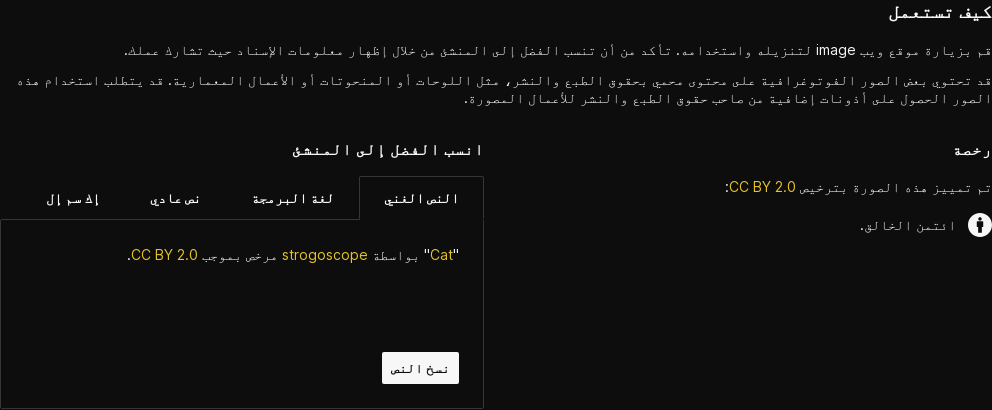 كيف تستعمل
قم بزيارة موقع ويب image لتنزيله واستخدامه. تأكد من أن تنسب الفضل إلى المنشئ من خلال إظهار معلومات الإسناد حيث تشارك عملك.
قد تحتوي بعض الصور الفوتوغرافية على محتوى محمي بحقوق الطبع والنشر، مثل اللوحات أو المنحوتات أو الأعمال المعمارية. قد يتطلب استخدام هذه
الصور الحصول على أذونات إضافية من صاحب حقوق الطبع والنشر للأعمال المصورة.
رخصة
تم تمييز هذه الصورة بترخيص CC BY 2.0:
ائتمن الخالق.
انسب الفضل إلى المنشئ
النص الغني
لغة البرمجة
نص عادي
إك سم إل
"Cat" بواسطة strogoscope مرخص بموجب CC BY 2.0.
نسخ النص